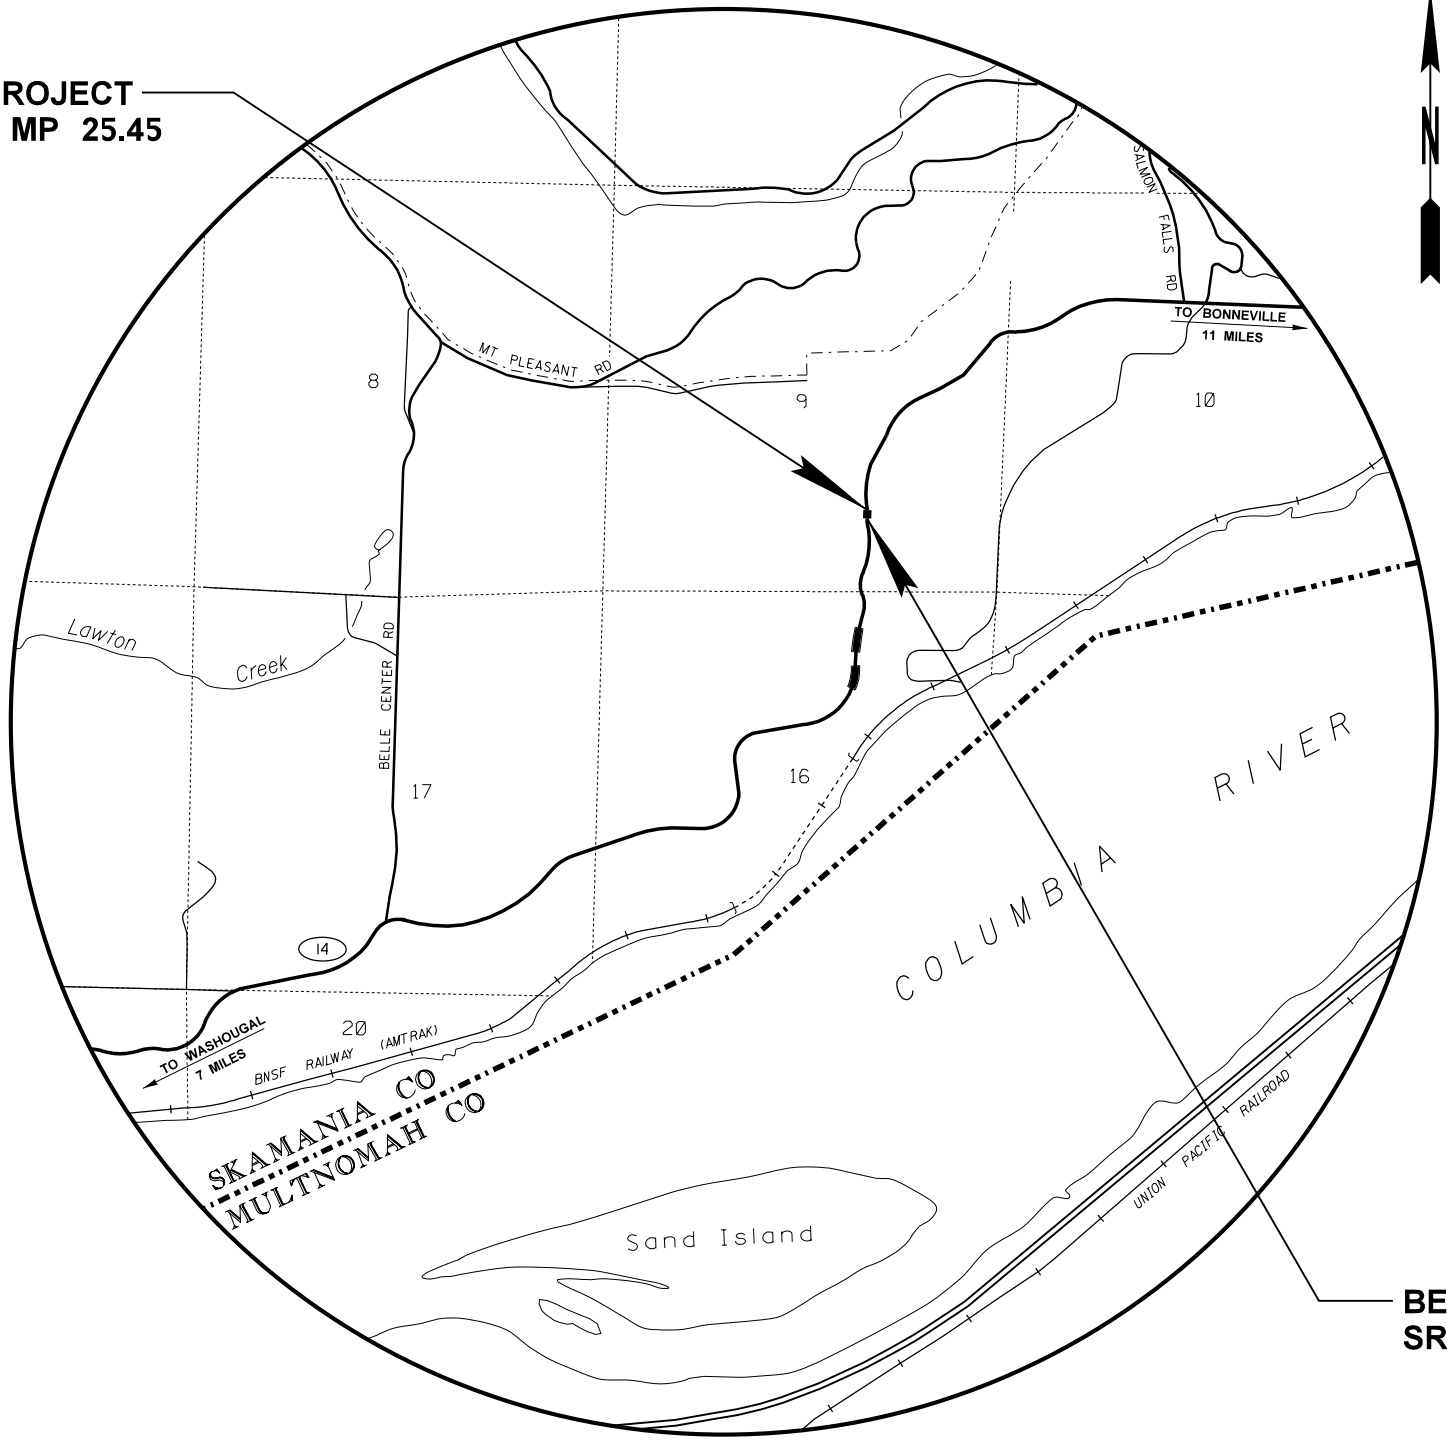 ROJECT
MP 25.45
N
SALMON FALLS RD
TO BONNEVILLE
11 MILES
MT PLEASANT RD
8
9
10
Lawton Creek
BELLE CENTER RD
17
16
RIVER
COLUMBIA
14
20
TO WASHOUGAL
7 MILES
BNSF RAILWAY (AMTRAK)
SKAMANIA CO
MULTNOMAH CO
UNION PACIFIC RAILROAD
Sand Island
BE
SR